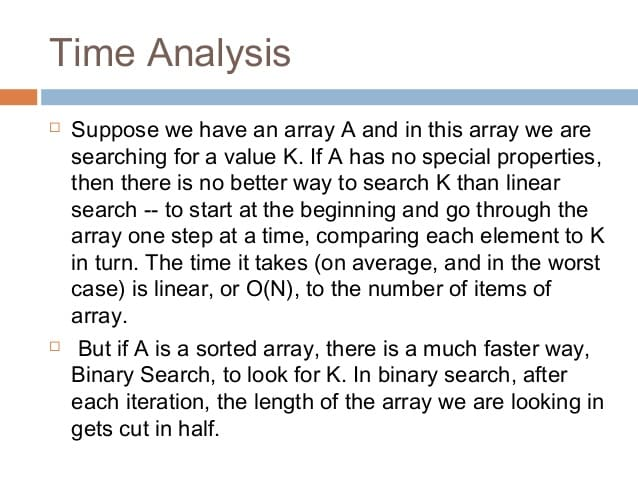 Time Analysis
Suppose we have an array A and in this array we are
searching for a value K. If A has no special properties,
then there is no better way to search K than linear
search -- to start at the beginning and go through the
array one step at a time, comparing each element to K
in turn. The time it takes (on average, and in the worst
case) is linear, or O(N), to the number of items of
array.
But if A is a sorted array, there is a much faster way,
Binary Search, to look for K. In binary search, after
each iteration, the length of the array we are looking in
gets cut in half.